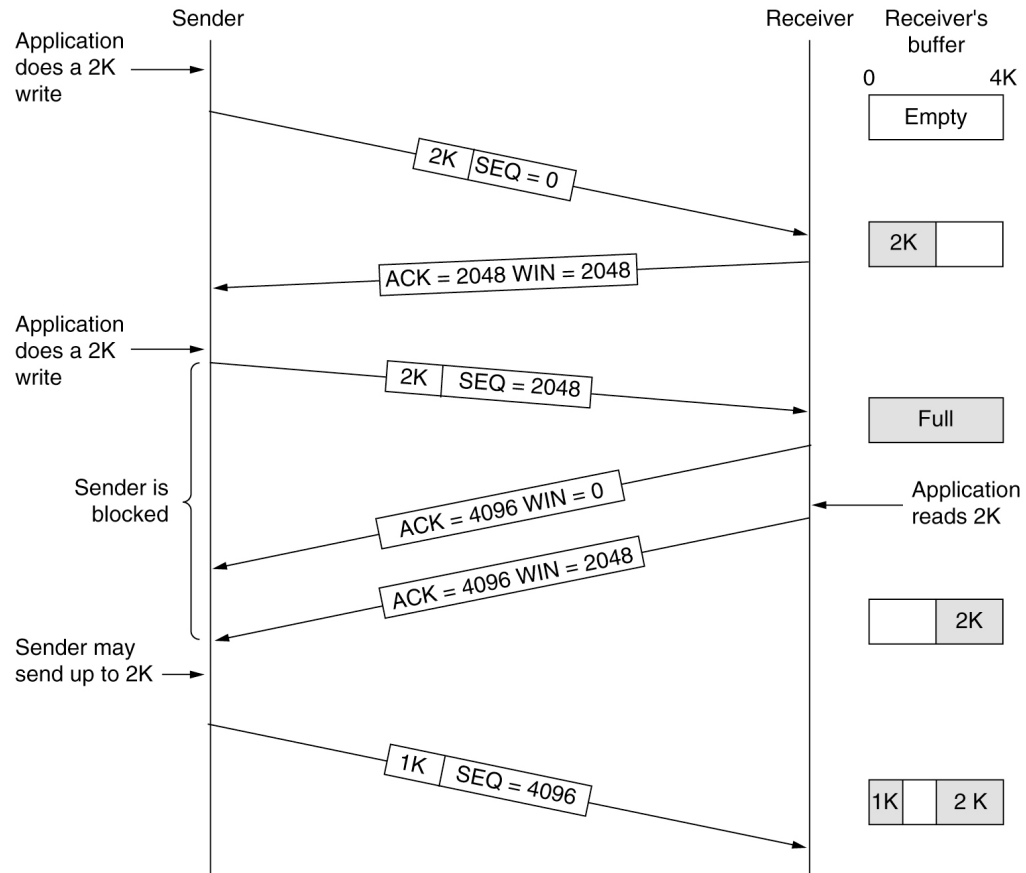 Sender
Receiver
Receiver's
buffer
Application
does a 2K
write
0
4K
Empty
2K
SEQ = 0
2K
ACK = 2048 WIN = 2048
Application
does a 2K
write
2K
SEQ = 2048
Full
Sender is
blocked
ACK = 4096 WIN = 0
Application
reads 2K
ACK = 4096 WIN = 2048
2K
Sender may
send up to 2K
1K
SEQ = 4096
1K
2 K